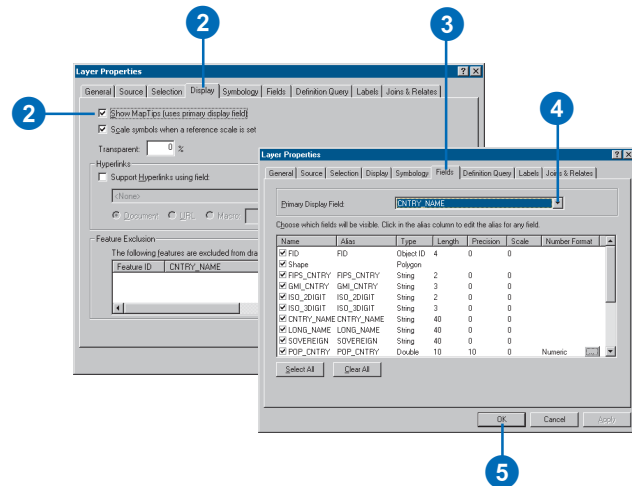 2
3
2
4
5
Layer Properties
General Source Selection Display Symbology Fields Definition Query Labels Joins & Relates
Show MapTips (uses primary display field)
Scale symbols when a reference scale is set
Transparent: 0 %
Hyperlinks
Support Hyperlinks using field:
<None>
Document URL Macro:
Feature Exclusion
The following features are excluded from dra
Feature ID CNTRY_NAME
Layer Properties
General Source Selection Display Symbology Fields Definition Query Labels Joins & Relates
Primary Display Field: CNTRY_NAME
Choose which fields will be visible. Click in the alias column to edit the alias for any field.
Name Alias Type Length Precision Scale Number Format
FID FID Object ID 4 0 0
Shape Polygon
FIPS_CNTRY FIPS_CNTRY String 2 0 0
GMI_CNTRY GMI_CNTRY String 3 0 0
ISO_2DIGIT ISO_2DIGIT String 2 0 0
ISO_3DIGIT ISO_3DIGIT String 3 0 0
CNTRY_NAME CNTRY_NAME String 40 0 0
LONG_NAME LONG_NAME String 40 0 0
SOVEREIGN SOVEREIGN String 40 0 0
POP_CNTRY POP_CNTRY Double 10 10 0 Numeric ...
Select All Clear All
OK Cancel Apply